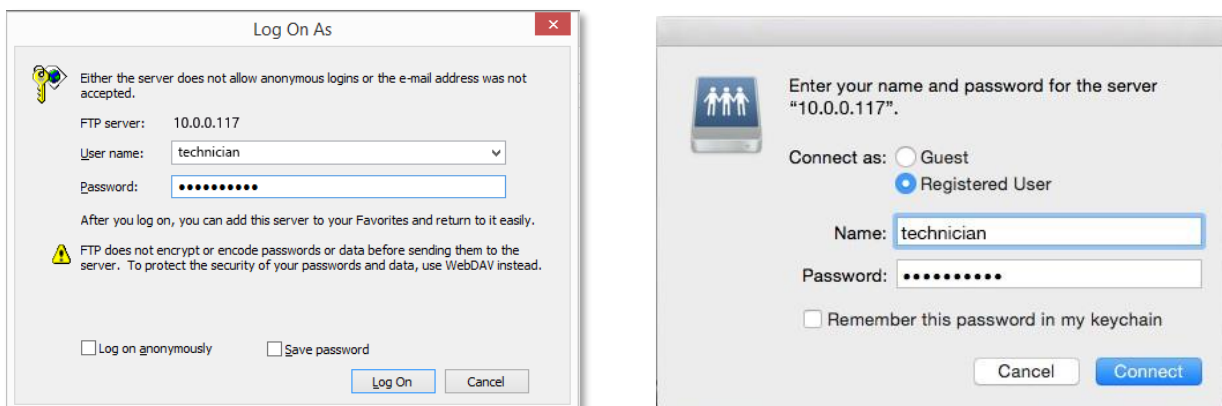 Log On As
Either the server does not allow anonymous logins or the e-mail address was not
accepted.
FTP server: 10.0.0.117
User name: technician
Password: ••••••••••
After you log on, you can add this server to your Favorites and return to it easily.
FTP does not encrypt or encode passwords or data before sending them to the
server. To protect the security of your passwords and data, use WebDAV instead.
Log on anonymously Save password
Log On Cancel
Enter your name and password for the server
“10.0.0.117”.
Connect as: Guest
Registered User
Name: technician
Password: ••••••••••
Remember this password in my keychain
Cancel Connect